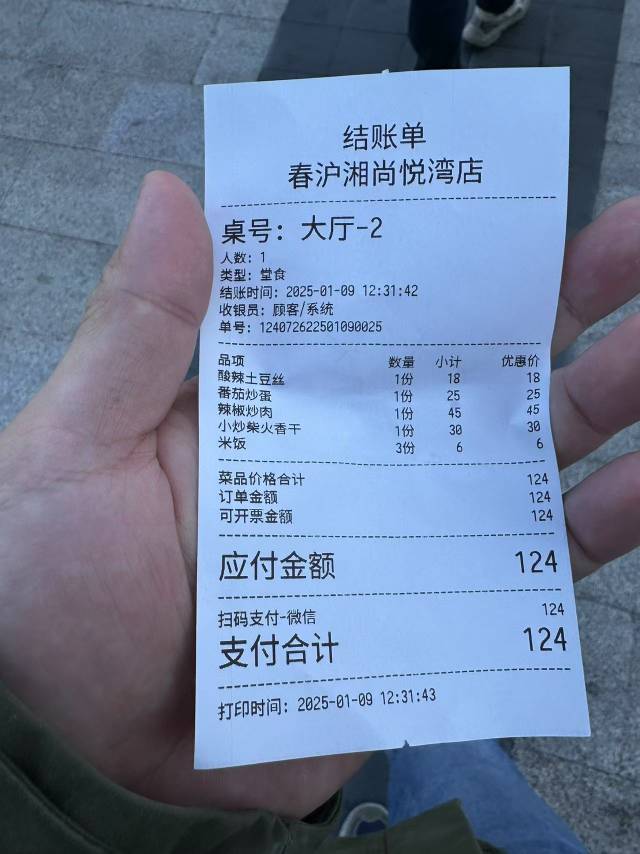 结账单
春沪湘尚悦湾店
桌号：大厅-2
人数：1
类型：堂食
结账时间：2025-01-09 12:31:42
收银员：顾客/系统
单号：124072622501090025
品项 数量 小计 优惠价
酸辣土豆丝 1份 18 18
番茄炒蛋 1份 25 25
辣椒炒肉 1份 45 45
小炒柴火香干 1份 30 30
米饭 3份 6 6
菜品价格合计 124
订单金额 124
可开票金额 124
应付金额 124
扫码支付-微信 124
支付合计 124
打印时间：2025-01-09 12:31:43